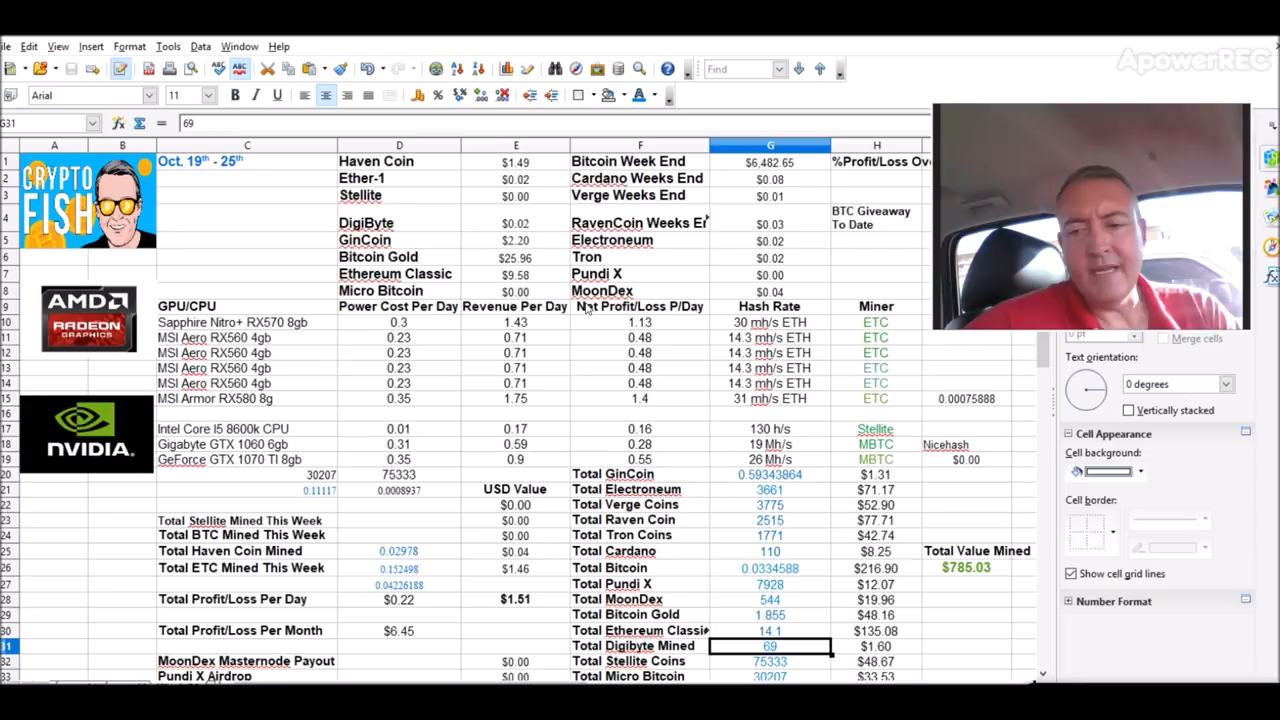 ApowerREC
le Edit View Insert Format Tools Data Window Help
Find
Arial 11 B I U
G31 69
A B C D E F G H
1 Oct. 19th - 25th Haven Coin $1.49 Bitcoin Week End $6,482.65 %Profit/Loss Ov
2 Ether-1 $0.02 Cardano Weeks End $0.08
3 Stellite $0.00 Verge Weeks End $0.01
CRYPTO
FISH
4 DigiByte $0.02 RavenCoin Weeks Er $0.03 BTC Giveaway
To Date
5 GinCoin $2.20 Electroneum $0.02
6 Bitcoin Gold $25.96 Tron $0.02
7 Ethereum Classic $9.58 Pundi X $0.00
8 Micro Bitcoin $0.00 MoonDex $0.04
AMD
RADEON
GRAPHICS
9 GPU/CPU Power Cost Per Day Revenue Per Day Net Profit/Loss P/Day Hash Rate Miner
10 Sapphire Nitro+ RX570 8gb 0.3 1.43 1.13 30 mh/s ETH ETC
11 MSI Aero RX560 4gb 0.23 0.71 0.48 14.3 mh/s ETH ETC
12 MSI Aero RX560 4gb 0.23 0.71 0.48 14.3 mh/s ETH ETC
13 MSI Aero RX560 4gb 0.23 0.71 0.48 14.3 mh/s ETH ETC
14 MSI Aero RX560 4gb 0.23 0.71 0.48 14.3 mh/s ETH ETC
15 MSI Armor RX580 8g 0.35 1.75 1.4 31 mh/s ETH ETC 0.00075888
16
NVIDIA.
17 Intel Core I5 8600k CPU 0.01 0.17 0.16 130 h/s Stellite
18 Gigabyte GTX 1060 6gb 0.31 0.59 0.28 19 Mh/s MBTC Nicehash
19 GeForce GTX 1070 TI 8gb 0.35 0.9 0.55 26 Mh/s MBTC $0.00
20 30207 75333 Total GinCoin 0.59343864 $1.31
21 0.11117 0.0008937 USD Value Total Electroneum 3661 $71.17
22 $0.00 Total Verge Coins 3775 $52.90
23 Total Stellite Mined This Week $0.00 Total Raven Coin 2515 $77.71
24 Total BTC Mined This Week $0.00 Total Tron Coins 1771 $42.74
25 Total Haven Coin Mined 0.02978 $0.04 Total Cardano 110 $8.25 Total Value Mined
26 Total ETC Mined This Week 0.152498 $1.46 Total Bitcoin 0.0334588 $216.90 $785.03
27 0.04226188 Total Pundi X 7928 $12.07
28 Total Profit/Loss Per Day $0.22 $1.51 Total MoonDex 544 $19.96
29 Total Bitcoin Gold 1.855 $48.16
30 Total Profit/Loss Per Month $6.45 Total Ethereum Classi 14.1 $135.08
31 Total Digibyte Mined 69 $1.60
32 MoonDex Masternode Payout $0.00 Total Stellite Coins 75333 $48.67
33 Pundi X Airdrop $0.00 Total Micro Bitcoin 30207 $33.53
0 pt Merge cells
Text orientation:
0 degrees
Vertically stacked
Cell Appearance
Cell background:
Cell border:
Show cell grid lines
Number Format